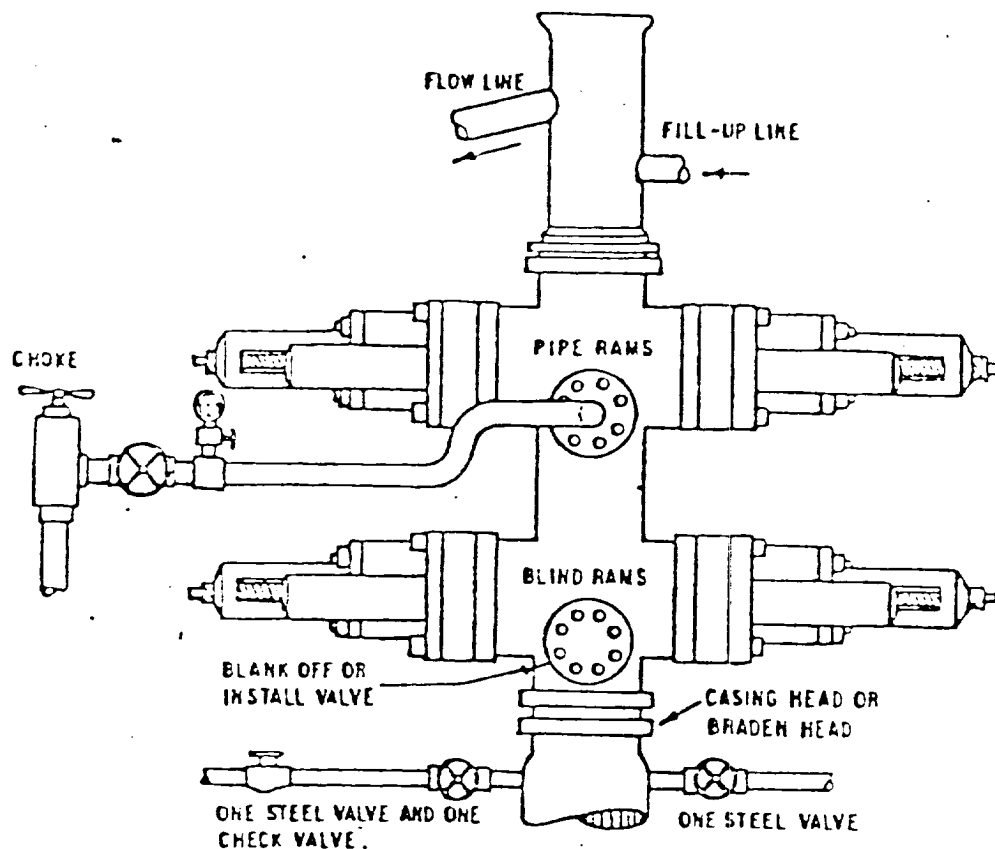 FLOW LINE
FILL-UP LINE
CHOKE
PIPE RAMS
BLIND RAMS
BLANK OFF OR
INSTALL VALVE
CASING HEAD OR
BRADEN HEAD
ONE STEEL VALVE AND ONE
CHECK VALVE.
ONE STEEL VALVE